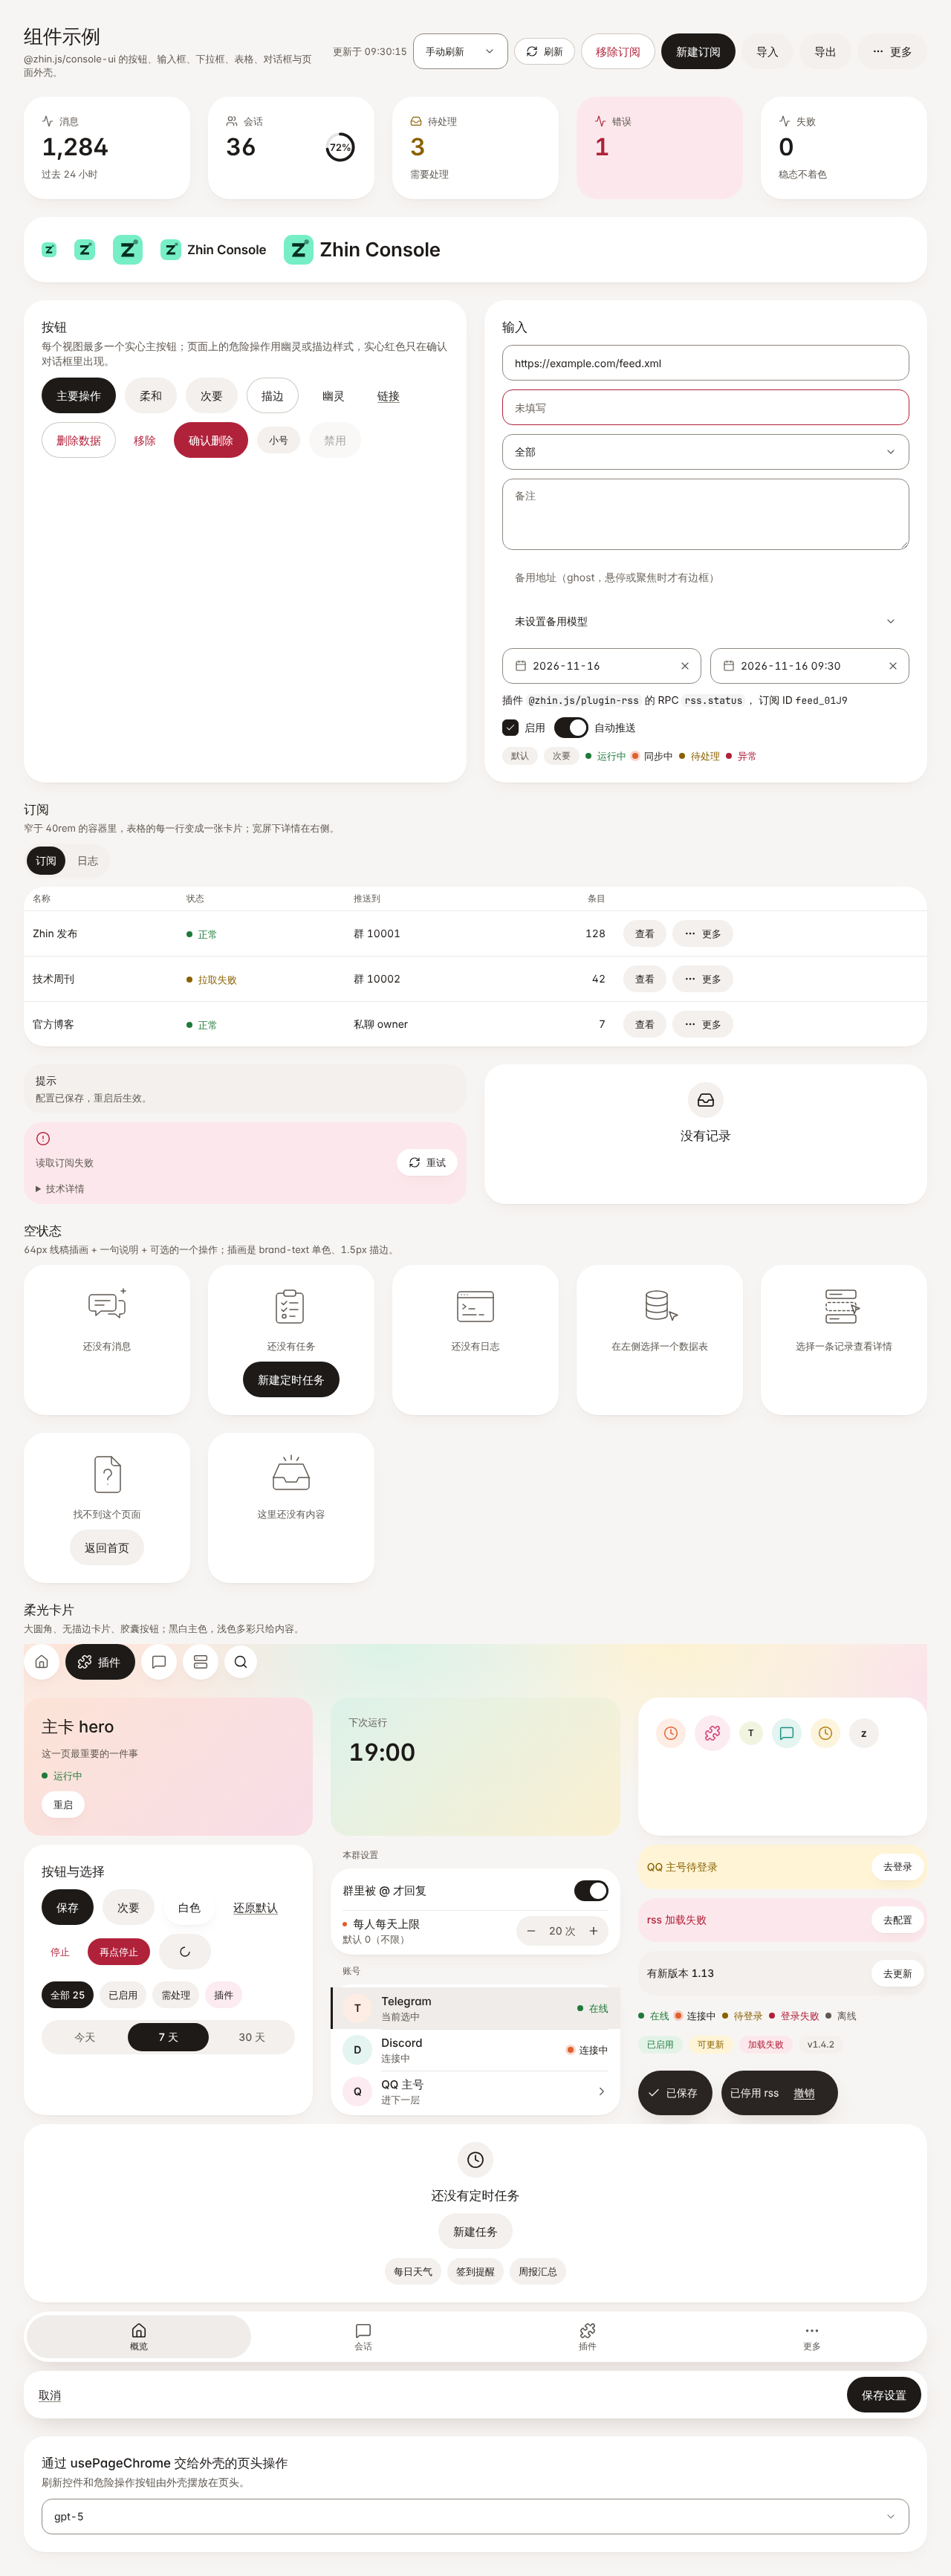 组件示例
@zhin.js/console-ui 的按钮、输入框、下拉框、表格、对话框与页
面外壳。
更新于 09:30:15
手动刷新
刷新
移除订阅
新建订阅
导入
导出
更多
消息
1,284
过去 24 小时
会话
36
72%
待处理
3
需要处理
错误
1
失败
0
稳态不着色
Zhin Console
Zhin Console
按钮
每个视图最多一个实心主按钮；页面上的危险操作用幽灵或描边样式，实心红色只在确认
对话框里出现。
主要操作
柔和
次要
描边
幽灵
链接
删除数据
移除
确认删除
小号
禁用
输入
https://example.com/feed.xml
未填写
全部
备注
备用地址（ghost，悬停或聚焦时才有边框）
未设置备用模型
2026-11-16
2026-11-16 09:30
插件 @zhin.js/plugin-rss 的 RPC rss.status ，订阅 ID feed_01J9
启用
自动推送
默认
次要
运行中
同步中
待处理
异常
订阅
窄于 40rem 的容器里，表格的每一行变成一张卡片；宽屏下详情在右侧。
订阅
日志
名称 状态 推送到 条目
Zhin 发布 正常 群 10001 128 查看 更多
技术周刊 拉取失败 群 10002 42 查看 更多
官方博客 正常 私聊 owner 7 查看 更多
提示
配置已保存，重启后生效。
读取订阅失败
重试
技术详情
没有记录
空状态
64px 线稿插画 + 一句说明 + 可选的一个操作；插画是 brand-text 单色、1.5px 描边。
还没有消息
还没有任务
新建定时任务
还没有日志
在左侧选择一个数据表
选择一条记录查看详情
找不到这个页面
返回首页
这里还没有内容
柔光卡片
大圆角、无描边卡片、胶囊按钮；黑白主色，浅色多彩只给内容。
插件
主卡 hero
这一页最重要的一件事
运行中
重启
下次运行
19:00
T
z
按钮与选择
保存
次要
白色
还原默认
停止
再点停止
全部 25
已启用
需处理
插件
今天
7 天
30 天
本群设置
群里被 @ 才回复
每人每天上限
默认 0（不限）
20 次
账号
T
Telegram
当前选中
在线
D
Discord
连接中
连接中
Q
QQ 主号
进下一层
QQ 主号待登录
去登录
rss 加载失败
去配置
有新版本 1.13
去更新
在线
连接中
待登录
登录失败
离线
已启用
可更新
加载失败
v1.4.2
已保存
已停用 rss
撤销
还没有定时任务
新建任务
每日天气
签到提醒
周报汇总
概览
会话
插件
更多
取消
保存设置
通过 usePageChrome 交给外壳的页头操作
刷新控件和危险操作按钮由外壳摆放在页头。
gpt-5